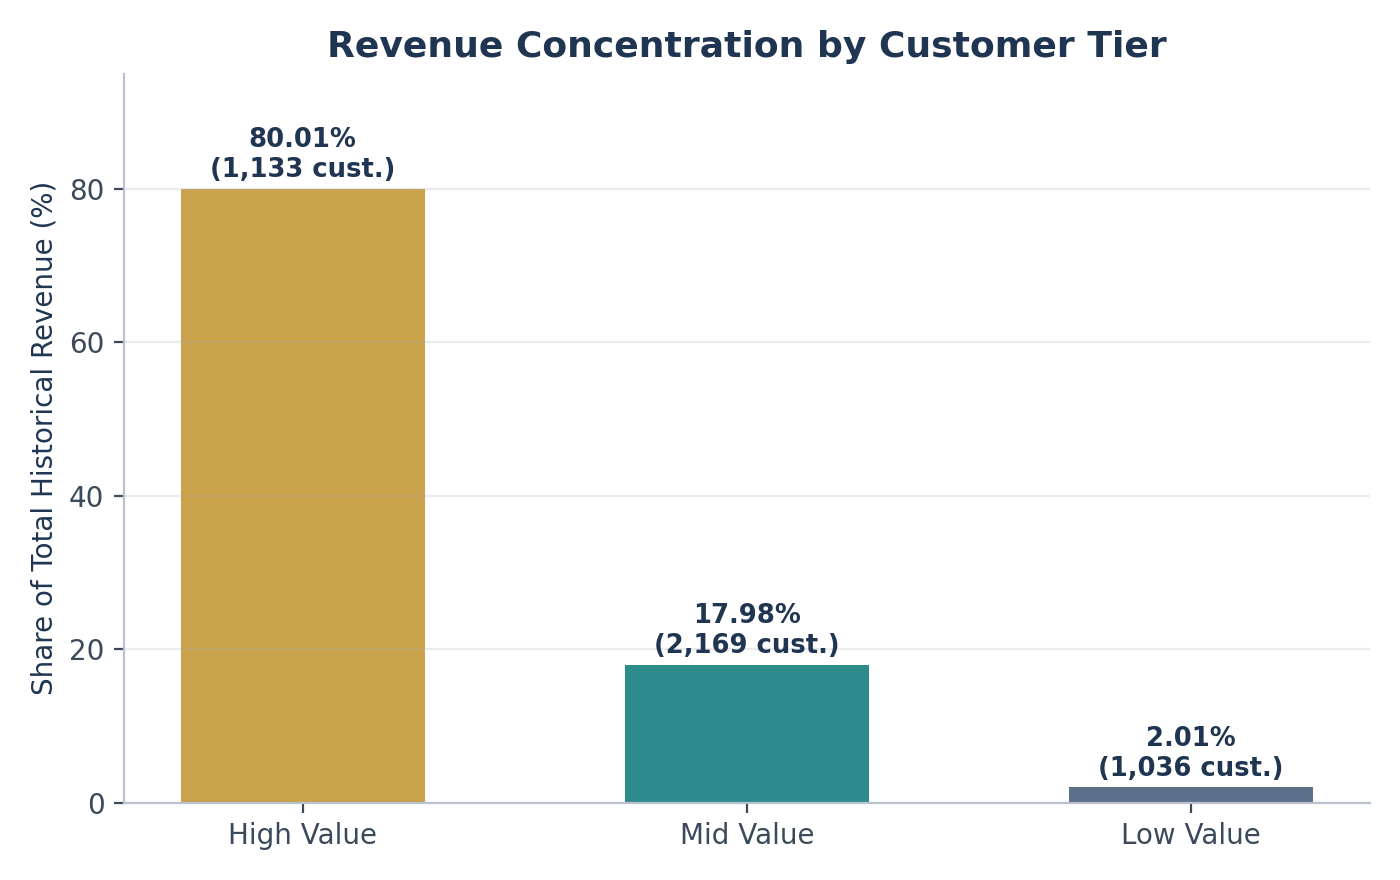 Revenue Concentration by Customer Tier
Share of Total Historical Revenue (%)
80
60
40
20
0
80.01%
(1,133 cust.)
17.98%
(2,169 cust.)
2.01%
(1,036 cust.)
High Value
Mid Value
Low Value